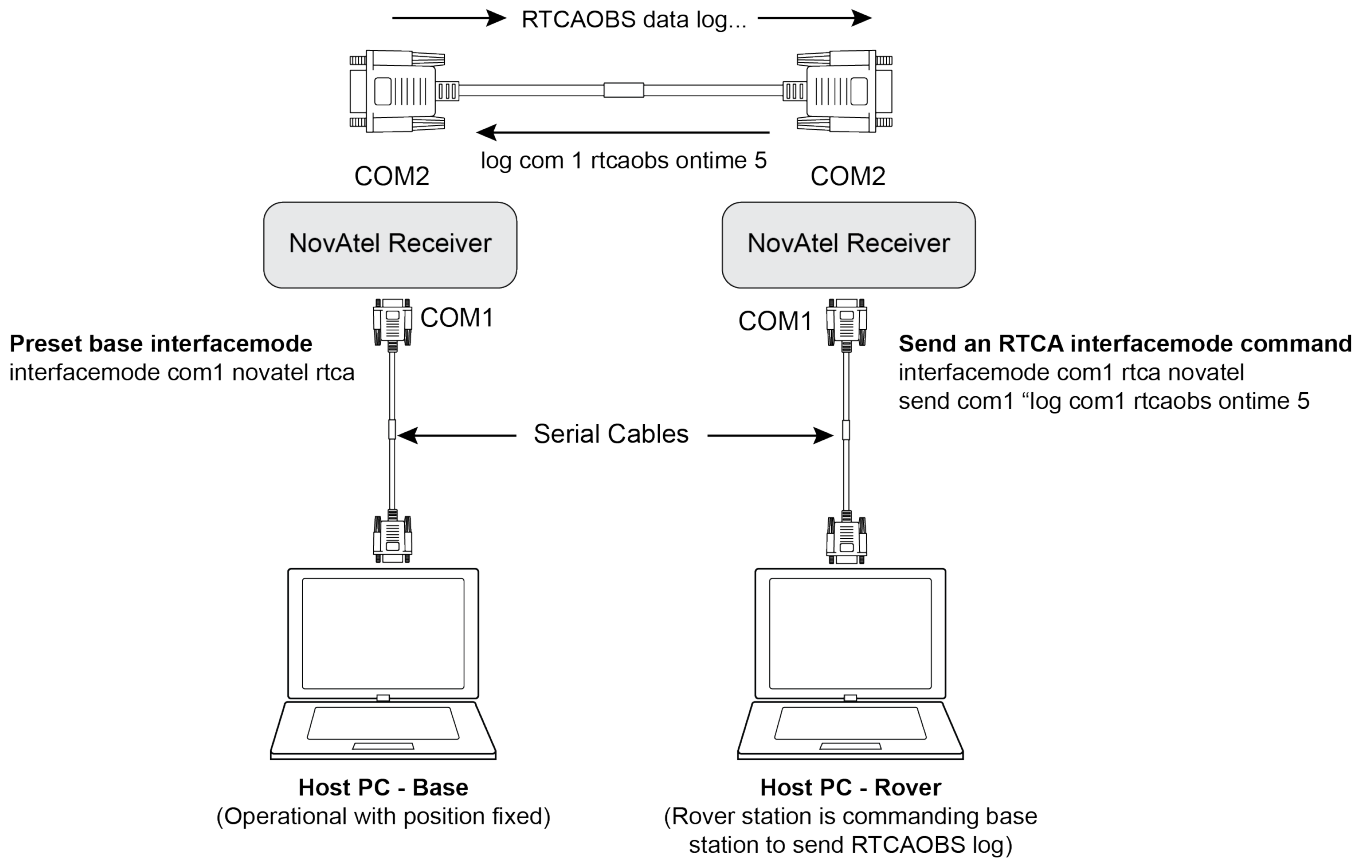 RTCAOBS data log...
log com 1 rtcaobs ontime 5
COM2
COM2
NovAtel Receiver
NovAtel Receiver
COM1
COM1
Preset base interfacemode
interfacemode com1 novatel rtca
Send an RTCA interfacemode command
interfacemode com1 rtca novatel
send com1 “log com1 rtcaobs ontime 5
Serial Cables
Host PC - Base
(Operational with position fixed)
Host PC - Rover
(Rover station is commanding base
station to send RTCAOBS log)